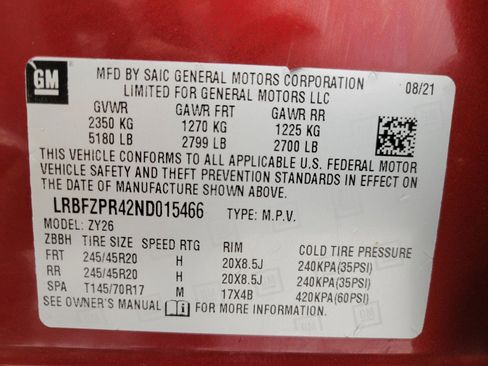 GM
MFD BY SAIC GENERAL MOTORS CORPORATION 08/21
LIMITED FOR GENERAL MOTORS LLC
GVWR GAWR FRT GAWR RR
2350 KG 1270 KG 1225 KG
5180 LB 2799 LB 2700 LB
THIS VEHICLE CONFORMS TO ALL APPLICABLE U.S. FEDERAL MOTOR
VEHICLE SAFETY AND THEFT PREVENTION STANDARDS IN EFFECT ON
THE DATE OF MANUFACTURE SHOWN ABOVE.
LRBFZPR42ND015466 TYPE: M.P.V.
MODEL: ZY26
ZBBH TIRE SIZE SPEED RTG RIM COLD TIRE PRESSURE
FRT 245/45R20 H 20X8.5J 240KPA(35PSI)
RR 245/45R20 H 20X8.5J 240KPA(35PSI)
SPA T145/70R17 M 17X4B 420KPA(60PSI)
SEE OWNER'S MANUAL FOR MORE INFORMATION